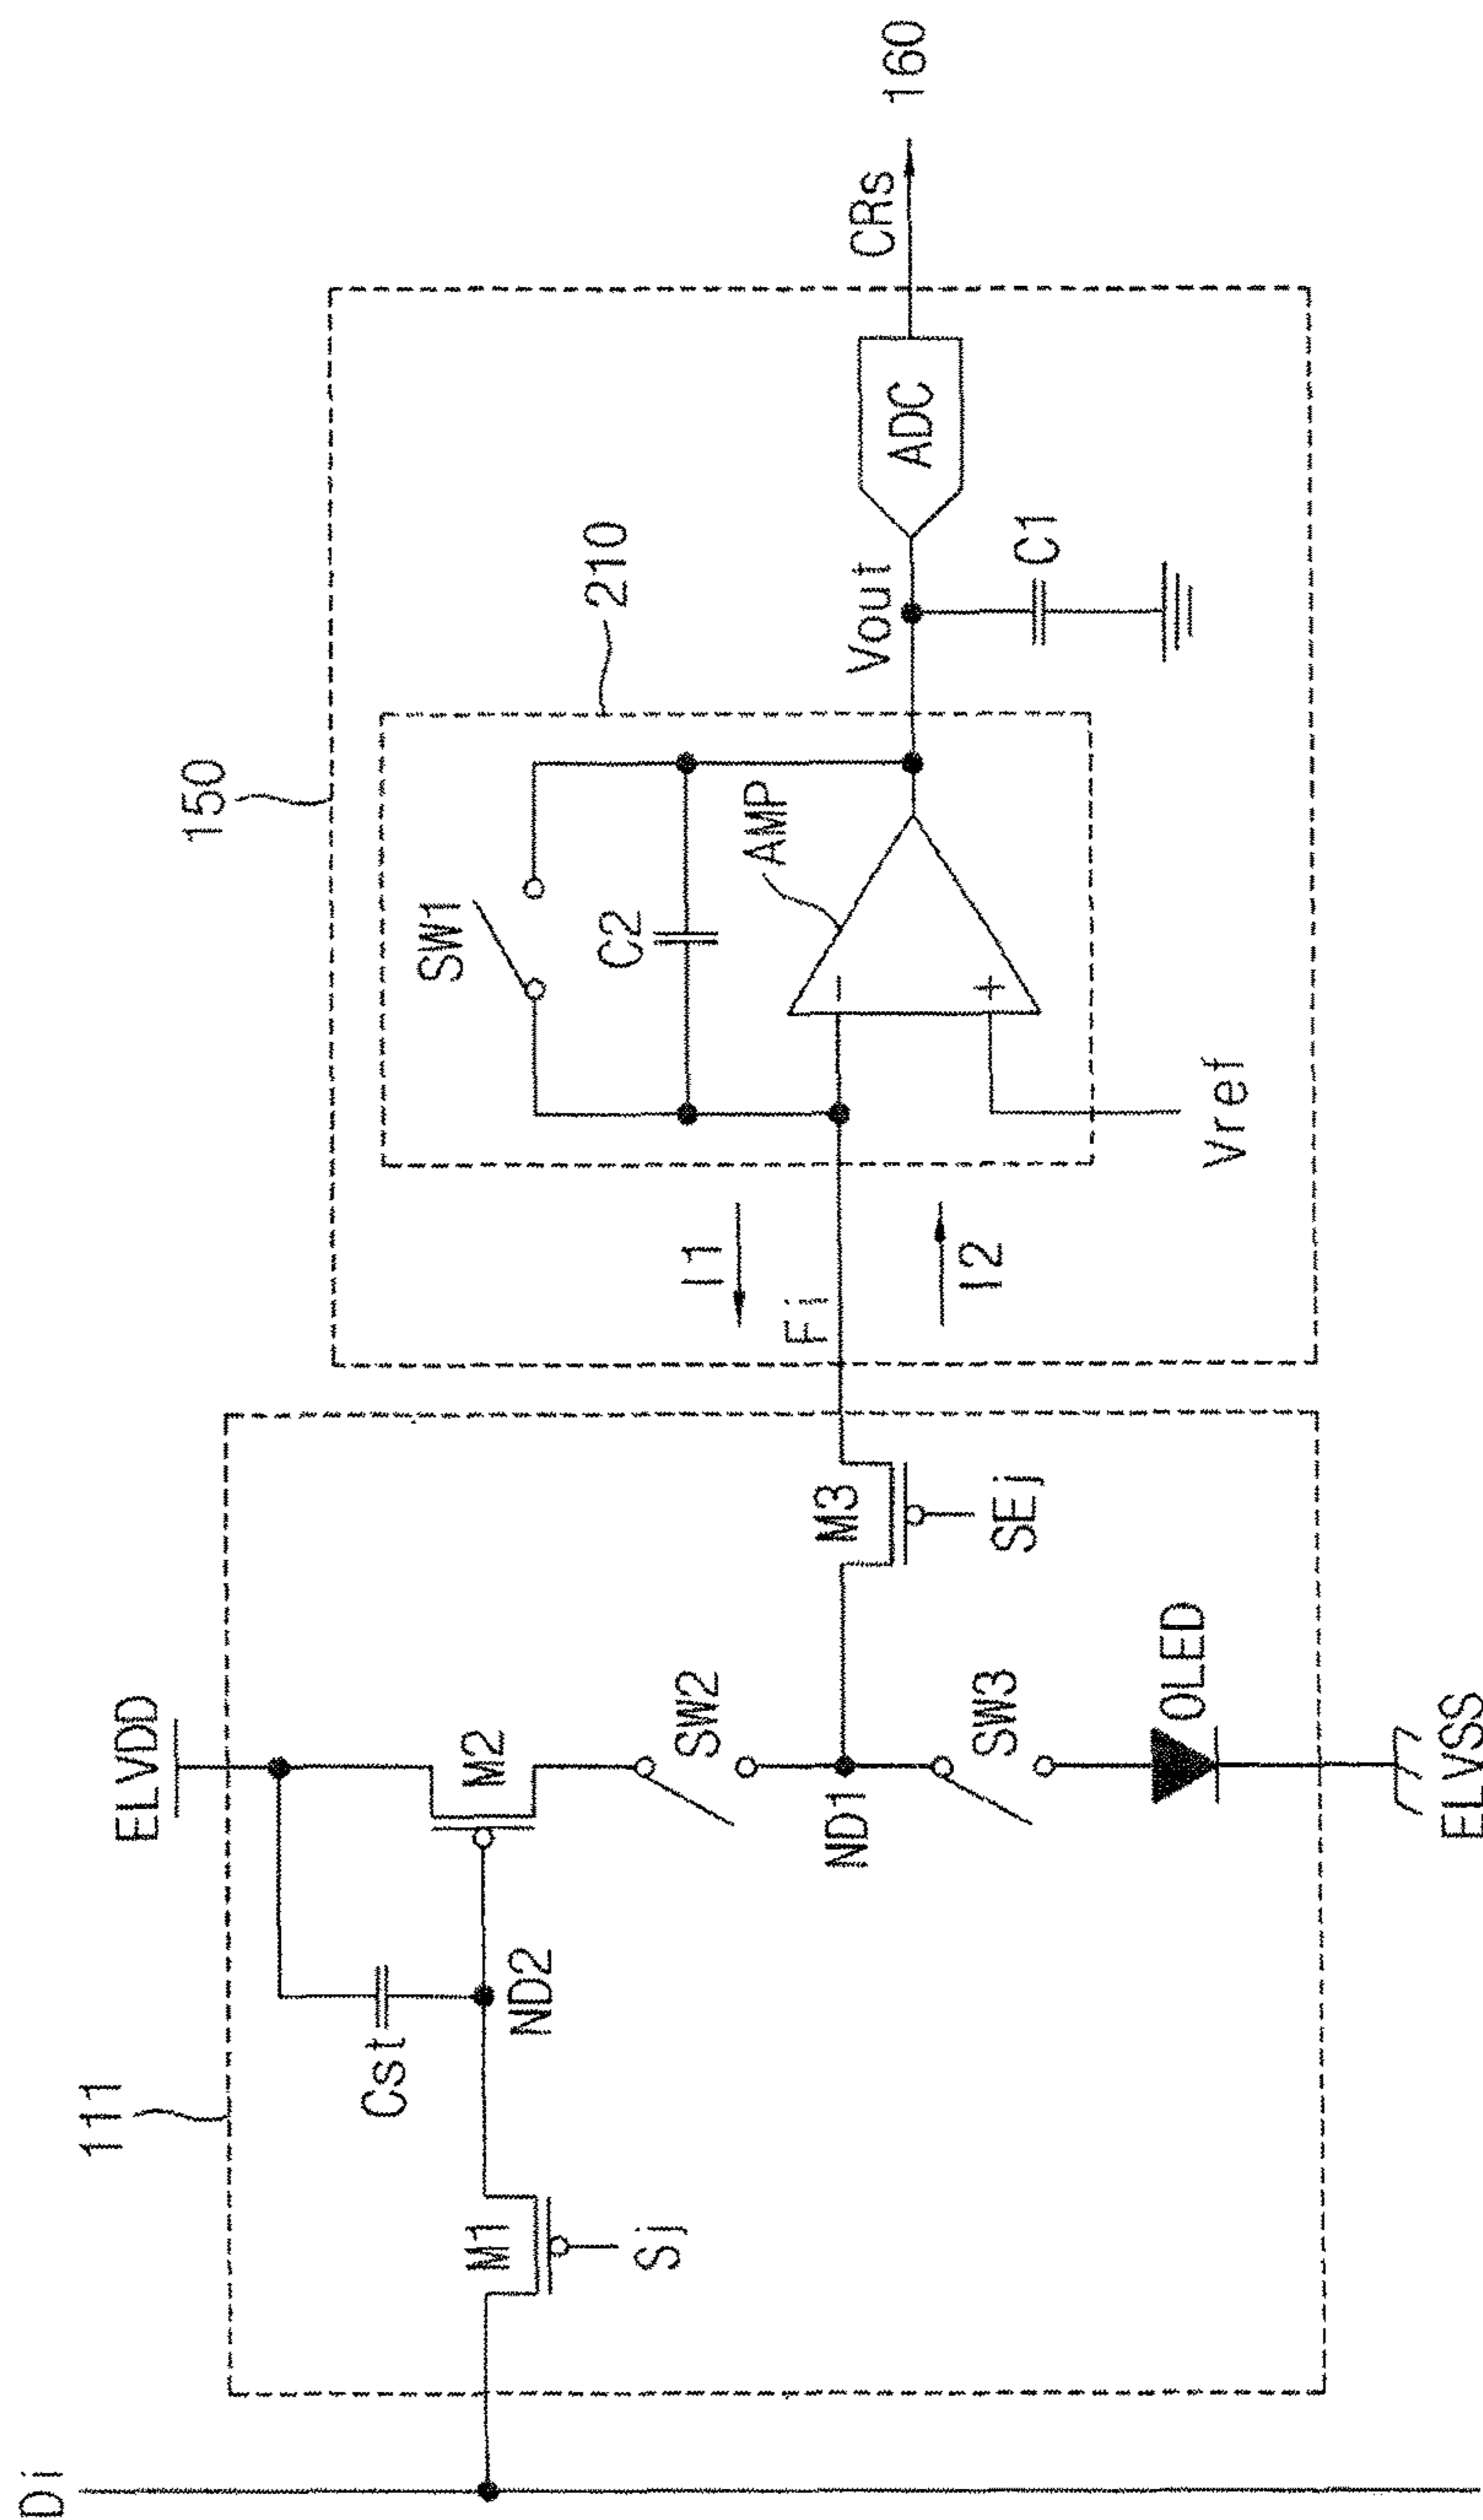 Di
111
ELVDD
Cst
M2
ND2
M1
Sj
SW2
ND1
SW3
OLED
ELVSS
M3
SEj
150
210
SW1
C2
AMP
−
+
I1
Fi
I2
Vref
Vout
C1
ADC
CRs
160